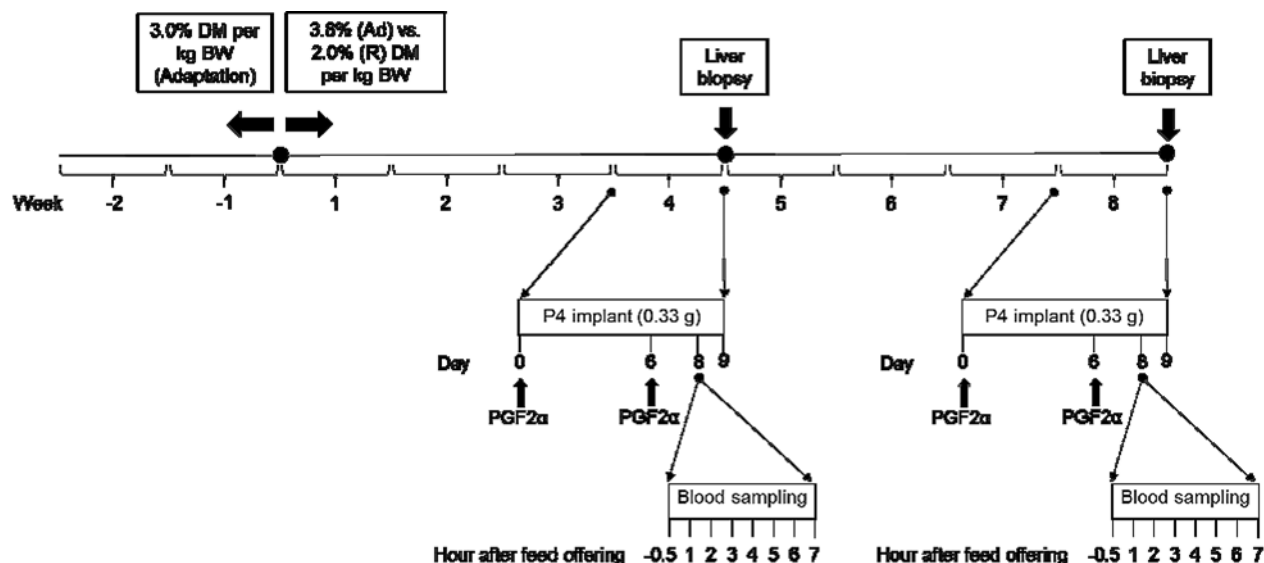 3.0% DM per
kg BW
(Adaptation)
3.8% (Ad) vs.
2.0% (R) DM
per kg BW
Liver
biopsy
Liver
biopsy
Week -2 -1 1 2 3 4 5 6 7 8
P4 implant (0.33 g)
P4 implant (0.33 g)
Day 0 6 8 9
Day 0 6 8 9
PGF2α PGF2α
PGF2α PGF2α
Blood sampling
Blood sampling
Hour after feed offering -0.5 1 2 3 4 5 6 7
Hour after feed offering -0.5 1 2 3 4 5 6 7